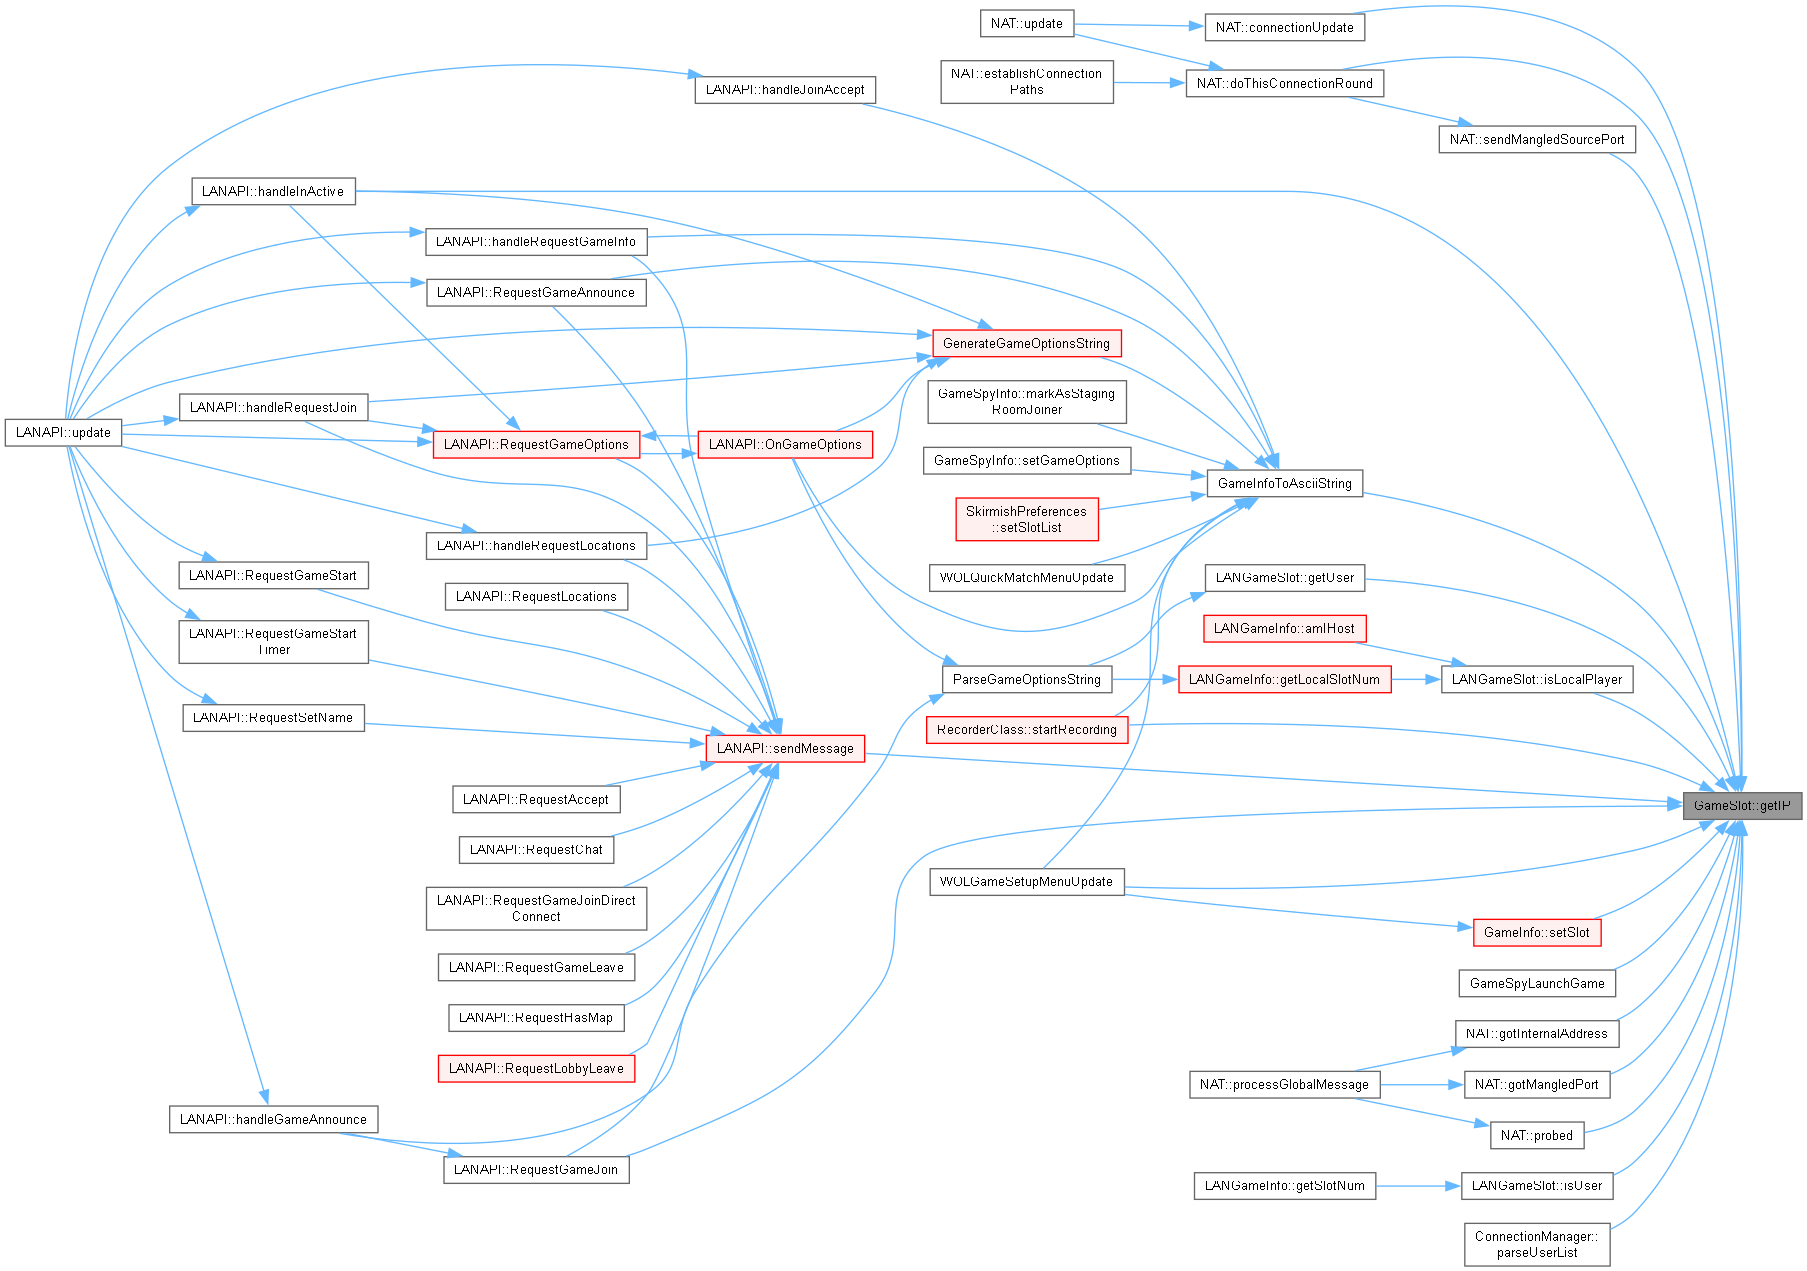 NAT::update
NAT::connectionUpdate
NAT::establishConnection
Paths
NAT::doThisConnectionRound
LANAPI::handleJoinAccept
NAT::sendMangledSourcePort
LANAPI::handleInActive
LANAPI::handleRequestGameInfo
LANAPI::RequestGameAnnounce
GenerateGameOptionsString
GameSpyInfo::markAsStaging
RoomJoiner
LANAPI::handleRequestJoin
LANAPI::update
LANAPI::RequestGameOptions
LANAPI::OnGameOptions
GameSpyInfo::setGameOptions
GameInfoToAsciiString
SkirmishPreferences
::setSlotList
LANAPI::handleRequestLocations
LANAPI::RequestGameStart
WOLQuickMatchMenuUpdate
LANGameSlot::getUser
LANAPI::RequestLocations
LANGameInfo::amIHost
LANAPI::RequestGameStart
Timer
ParseGameOptionsString
LANGameInfo::getLocalSlotNum
LANGameSlot::isLocalPlayer
LANAPI::RequestSetName
RecorderClass::startRecording
LANAPI::sendMessage
LANAPI::RequestAccept
GameSlot::getIP
LANAPI::RequestChat
WOLGameSetupMenuUpdate
LANAPI::RequestGameJoinDirect
Connect
GameInfo::setSlot
LANAPI::RequestGameLeave
GameSpyLaunchGame
LANAPI::RequestHasMap
NAT::gotInternalAddress
LANAPI::RequestLobbyLeave
NAT::processGlobalMessage
NAT::gotMangledPort
LANAPI::handleGameAnnounce
NAT::probed
LANAPI::RequestGameJoin
LANGameInfo::getSlotNum
LANGameSlot::isUser
ConnectionManager::
parseUserList